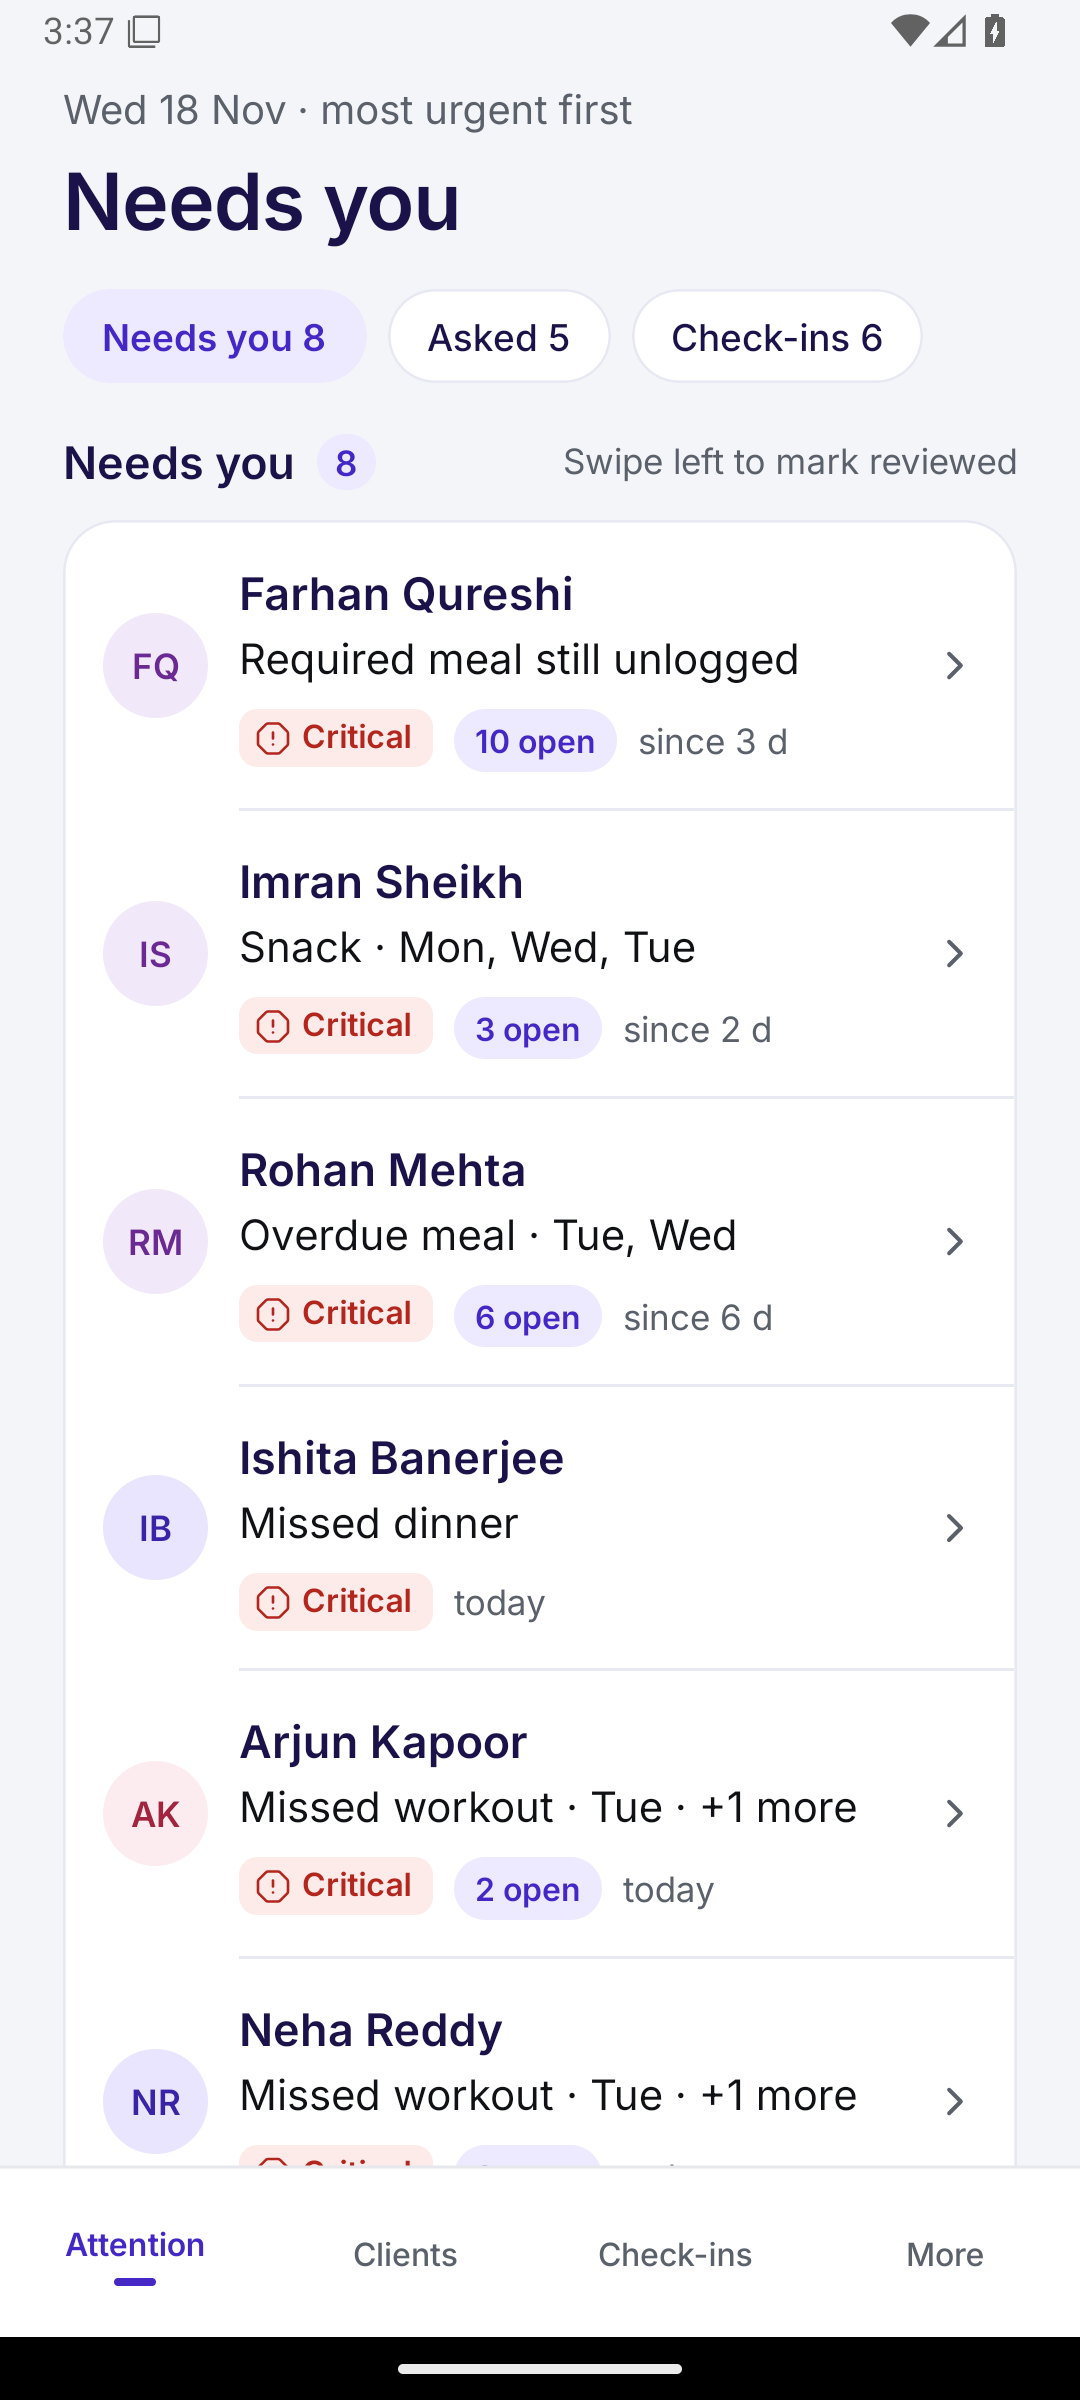 3:37
Wed 18 Nov · most urgent first
Needs you
Needs you 8
Asked 5
Check-ins 6
Needs you 8
Swipe left to mark reviewed
Farhan Qureshi
FQ
Required meal still unlogged
Critical
10 open
since 3 d
Imran Sheikh
IS
Snack · Mon, Wed, Tue
Critical
3 open
since 2 d
Rohan Mehta
RM
Overdue meal · Tue, Wed
Critical
6 open
since 6 d
Ishita Banerjee
IB
Missed dinner
Critical
today
Arjun Kapoor
AK
Missed workout · Tue · +1 more
Critical
2 open
today
Neha Reddy
NR
Missed workout · Tue · +1 more
Attention
Clients
Check-ins
More